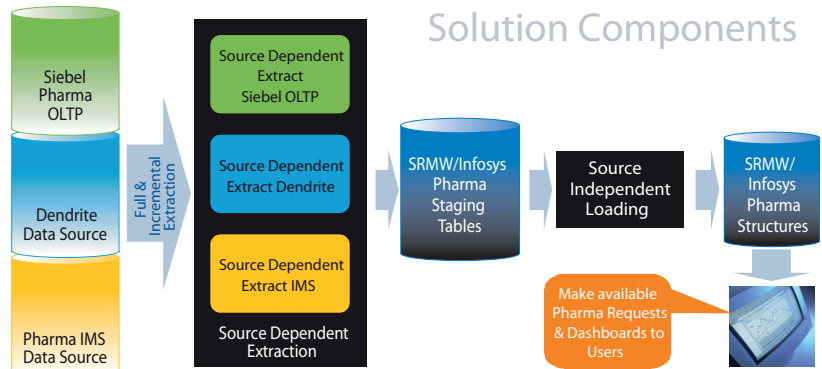 Solution Components
Siebel
Pharma
OLTP
Dendrite
Data Source
Pharma IMS
Data Source
Full &
Incremental
Extraction
Source Dependent
Extract
Siebel OLTP
Source Dependent
Extract Dendrite
Source Dependent
Extract IMS
Source Dependent
Extraction
SRMW/Infosys
Pharma
Staging
Tables
Source
Independent
Loading
SRMW/
Infosys
Pharma
Structures
Make available
Pharma Requests
& Dashboards to
Users